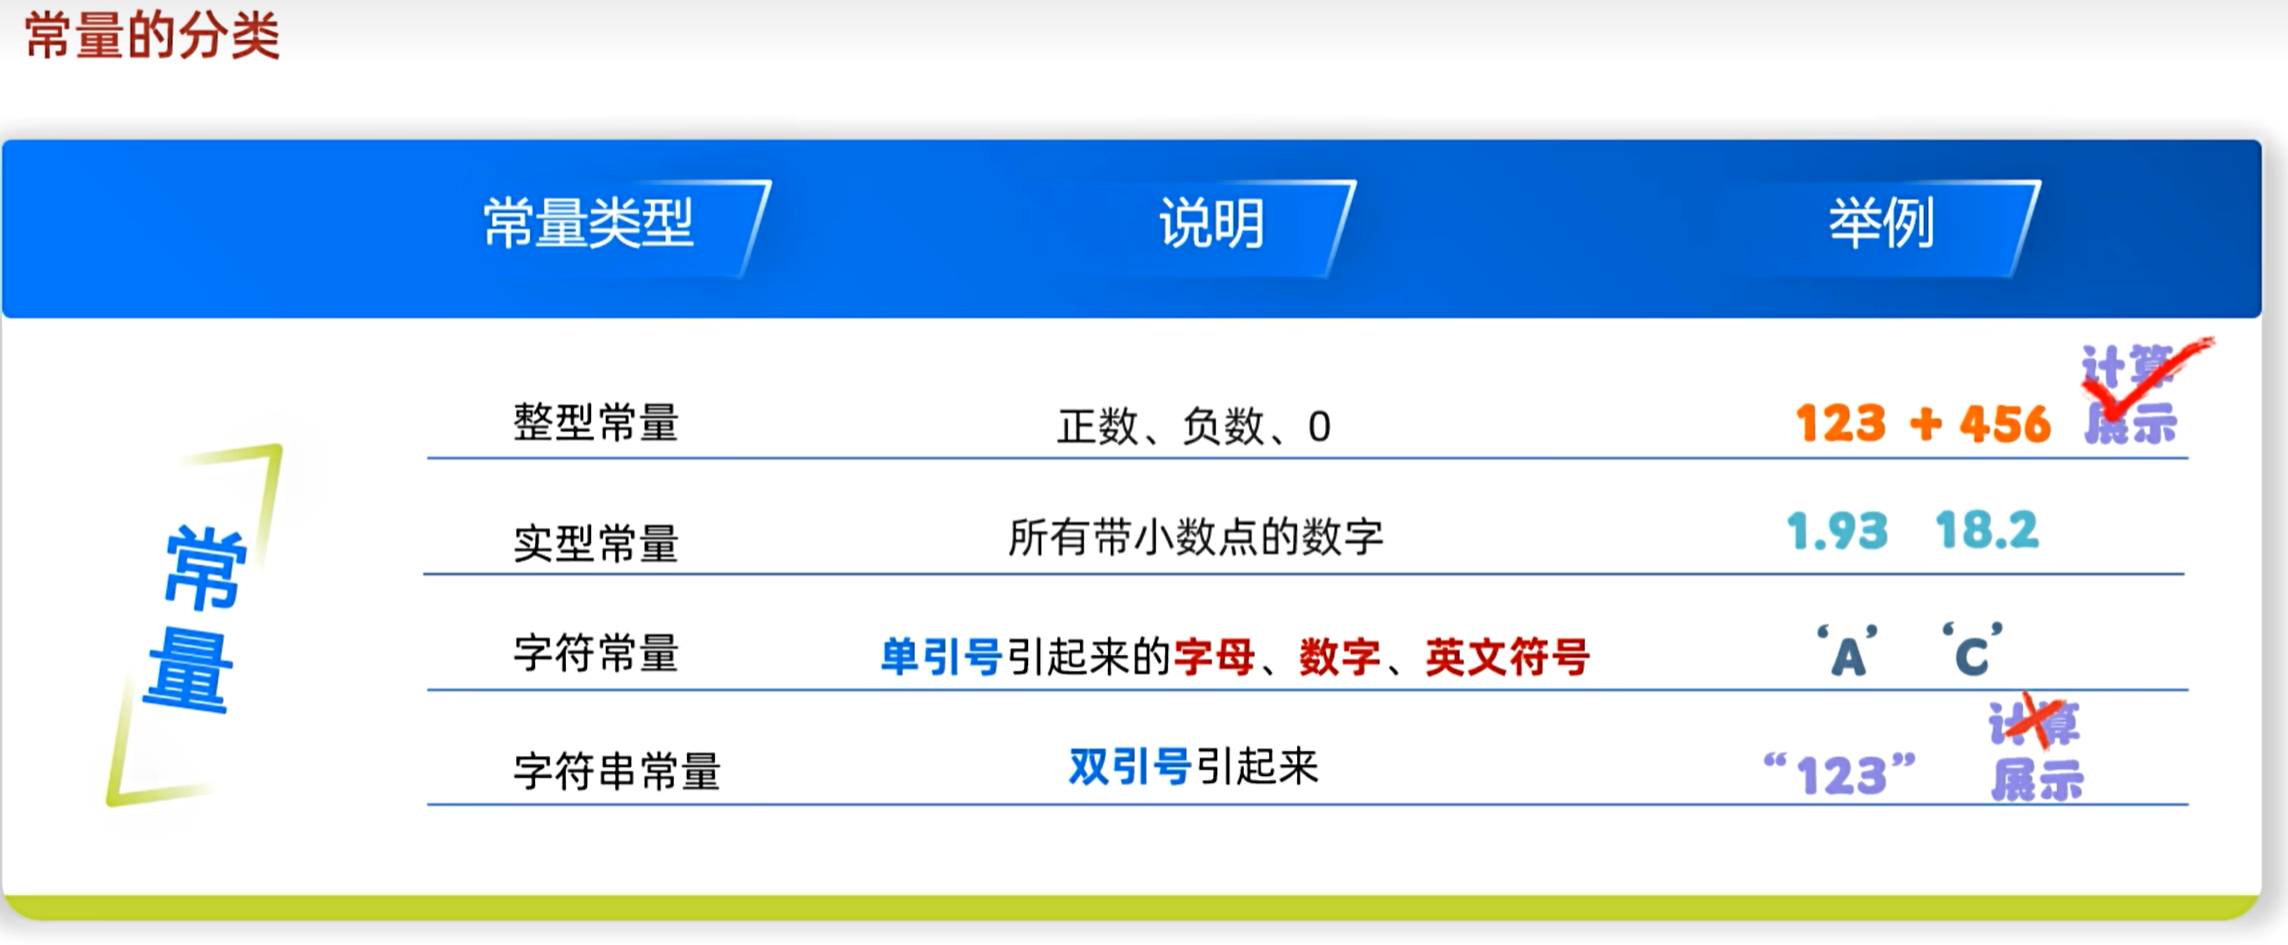 常量的分类
常量类型 说明 举例
常量
整型常量 正数、负数、0 123 + 456 计算 展示
实型常量 所有带小数点的数字 1.93 18.2
字符常量 单引号引起来的字母、数字、英文符号 ‘A’ ‘C’
字符串常量 双引号引起来 “123” 计算 展示